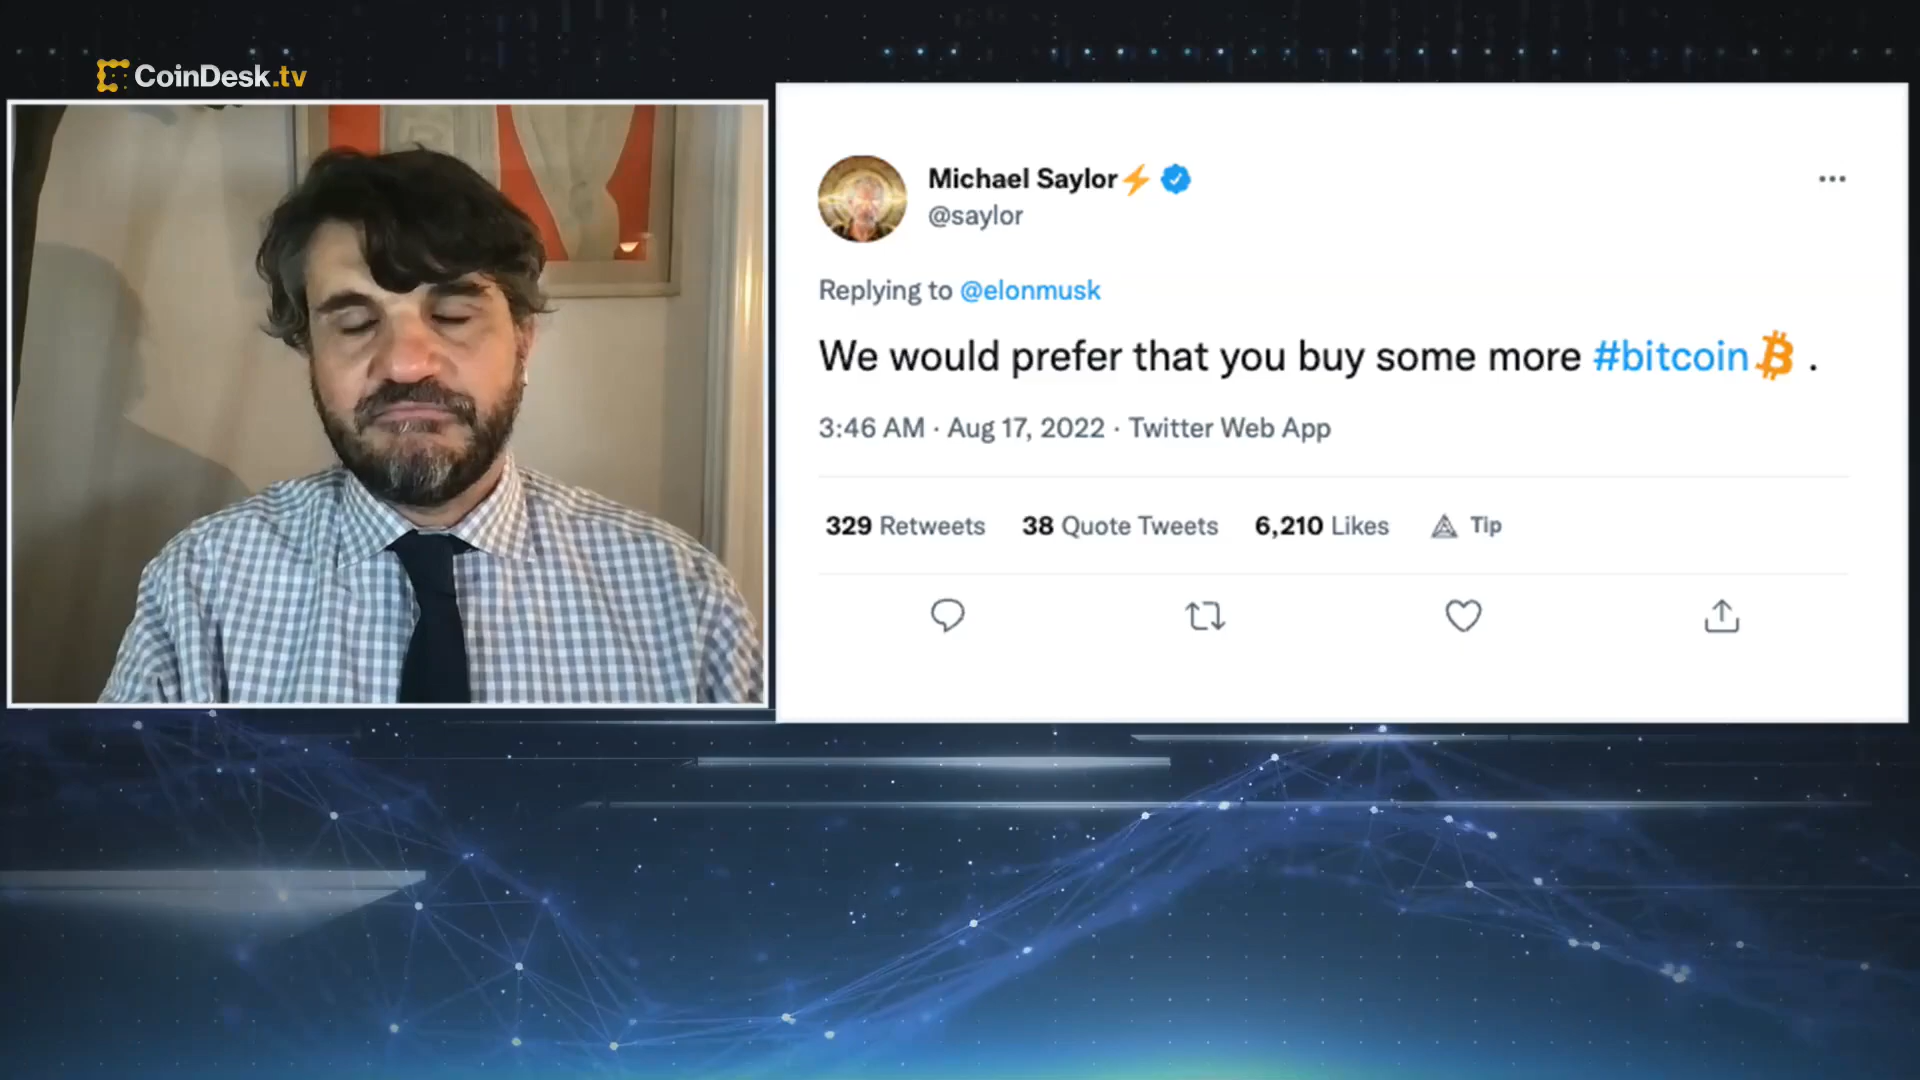 CoinDesk.tv
Michael Saylor
@saylor
Replying to @elonmusk
We would prefer that you buy some more #bitcoin .
3:46 AM · Aug 17, 2022 · Twitter Web App
329 Retweets 38 Quote Tweets 6,210 Likes Tip